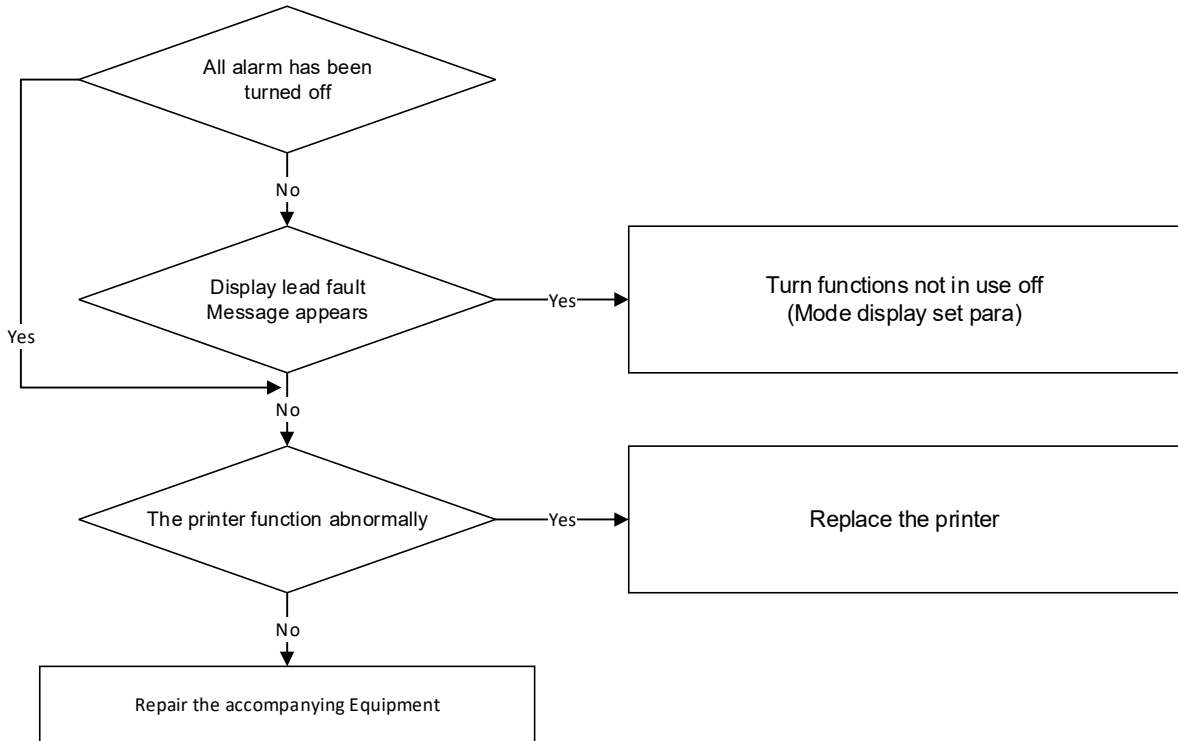 All alarm has been
turned off
No
Display lead fault
Message appears
Yes
Turn functions not in use off
(Mode display set para)
Yes
No
The printer function abnormally
Yes
Replace the printer
No
Repair the accompanying Equipment